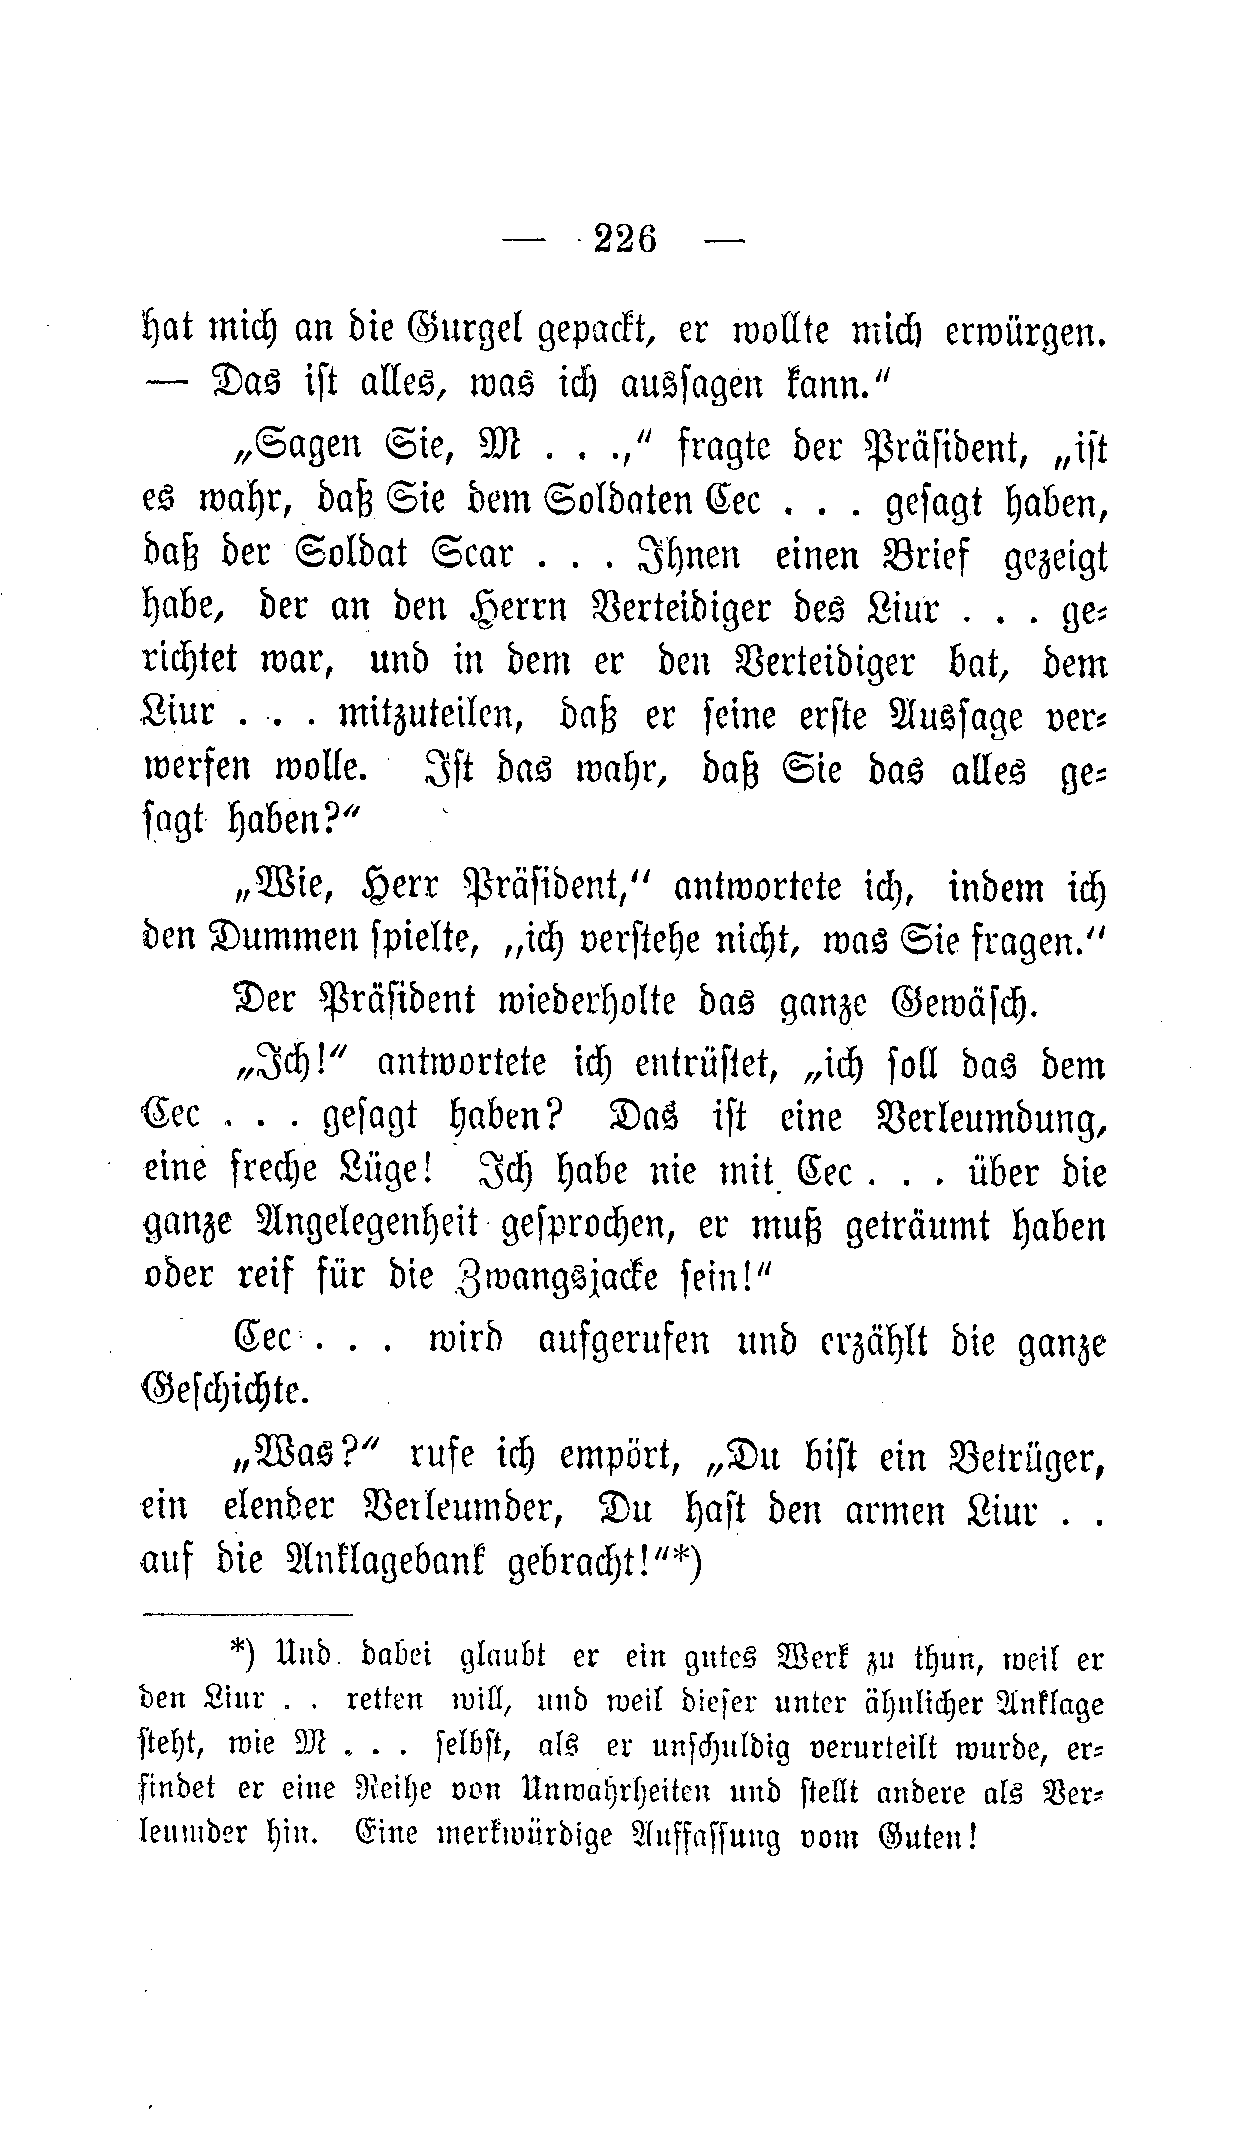 — 226 —
hat mich an die Gurgel gepackt, er wollte mich erwürgen.
— Das ist alles, was ich aussagen kann."
„Sagen Sie, M . . .," fragte der Präsident, „ist
es wahr, daß Sie dem Soldaten Cec . . . gesagt haben,
daß der Soldat Scar . . . Ihnen einen Brief gezeigt
habe, der an den Herrn Verteidiger des Liur . . . ge-
richtet war, und in dem er den Verteidiger bat, dem
Liur . . . mitzuteilen, daß er seine erste Aussage ver-
werfen wolle. Ist das wahr, daß Sie das alles ge-
sagt haben?"
„Wie, Herr Präsident," antwortete ich, indem ich
den Dummen spielte, „ich verstehe nicht, was Sie fragen."
Der Präsident wiederholte das ganze Gewäsch.
„Ich!" antwortete ich entrüstet, „ich soll das dem
Cec . . . gesagt haben? Das ist eine Verleumdung,
eine freche Lüge! Ich habe nie mit Cec . . . über die
ganze Angelegenheit gesprochen, er muß geträumt haben
oder reif für die Zwangsjacke sein!"
Cec . . . wird aufgerufen und erzählt die ganze
Geschichte.
„Was?" rufe ich empört, „Du bist ein Betrüger,
ein elender Verleumder, Du hast den armen Liur . .
auf die Anklagebank gebracht!"*)
*) Und dabei glaubt er ein gutes Werk zu thun, weil er
den Liur . . retten will, und weil dieser unter ähnlicher Anklage
steht, wie M . . . selbst, als er unschuldig verurteilt wurde, er-
findet er eine Reihe von Unwahrheiten und stellt andere als Ver-
leumder hin. Eine merkwürdige Auffassung vom Guten!